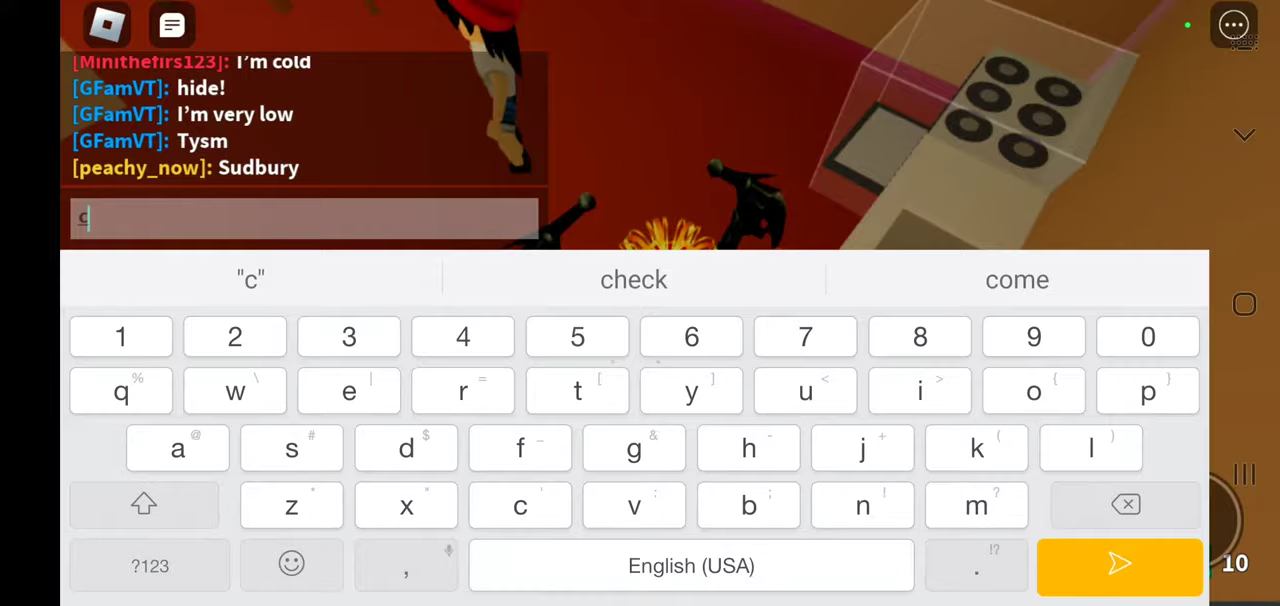 [Minithefirs123]: I'm cold
[GFamVT]: hide!
[GFamVT]: I'm very low
[GFamVT]: Tysm
[peachy_now]: Sudbury
c
"c" check come
1 2 3 4 5 6 7 8 9 0
q % w \ e | r = t [ y ] u < i > o { p }
a @ s # d $ f _ g & h - j + k ( l )
z * x " c ' v : b ; n ! m ?
?123 , English (USA) . !?
10